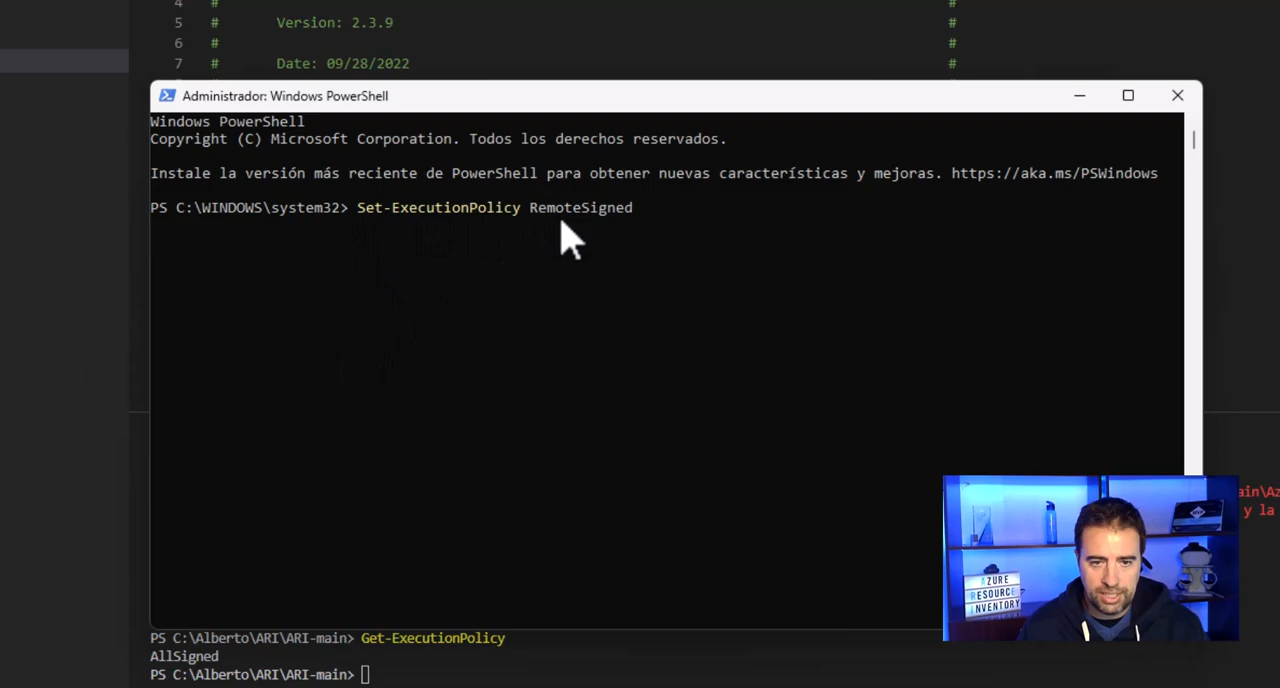 4 # #
5 # Version: 2.3.9 #
6 # #
7 # Date: 09/28/2022 #
Administrador: Windows PowerShell
Windows PowerShell
Copyright (C) Microsoft Corporation. Todos los derechos reservados.
Instale la versión más reciente de PowerShell para obtener nuevas características y mejoras. https://aka.ms/PSWindows
PS C:\WINDOWS\system32> Set-ExecutionPolicy RemoteSigned
ain\Az
y la
AZURE
RESOURCE
INVENTORY
PS C:\Alberto\ARI\ARI-main> Get-ExecutionPolicy
AllSigned
PS C:\Alberto\ARI\ARI-main>